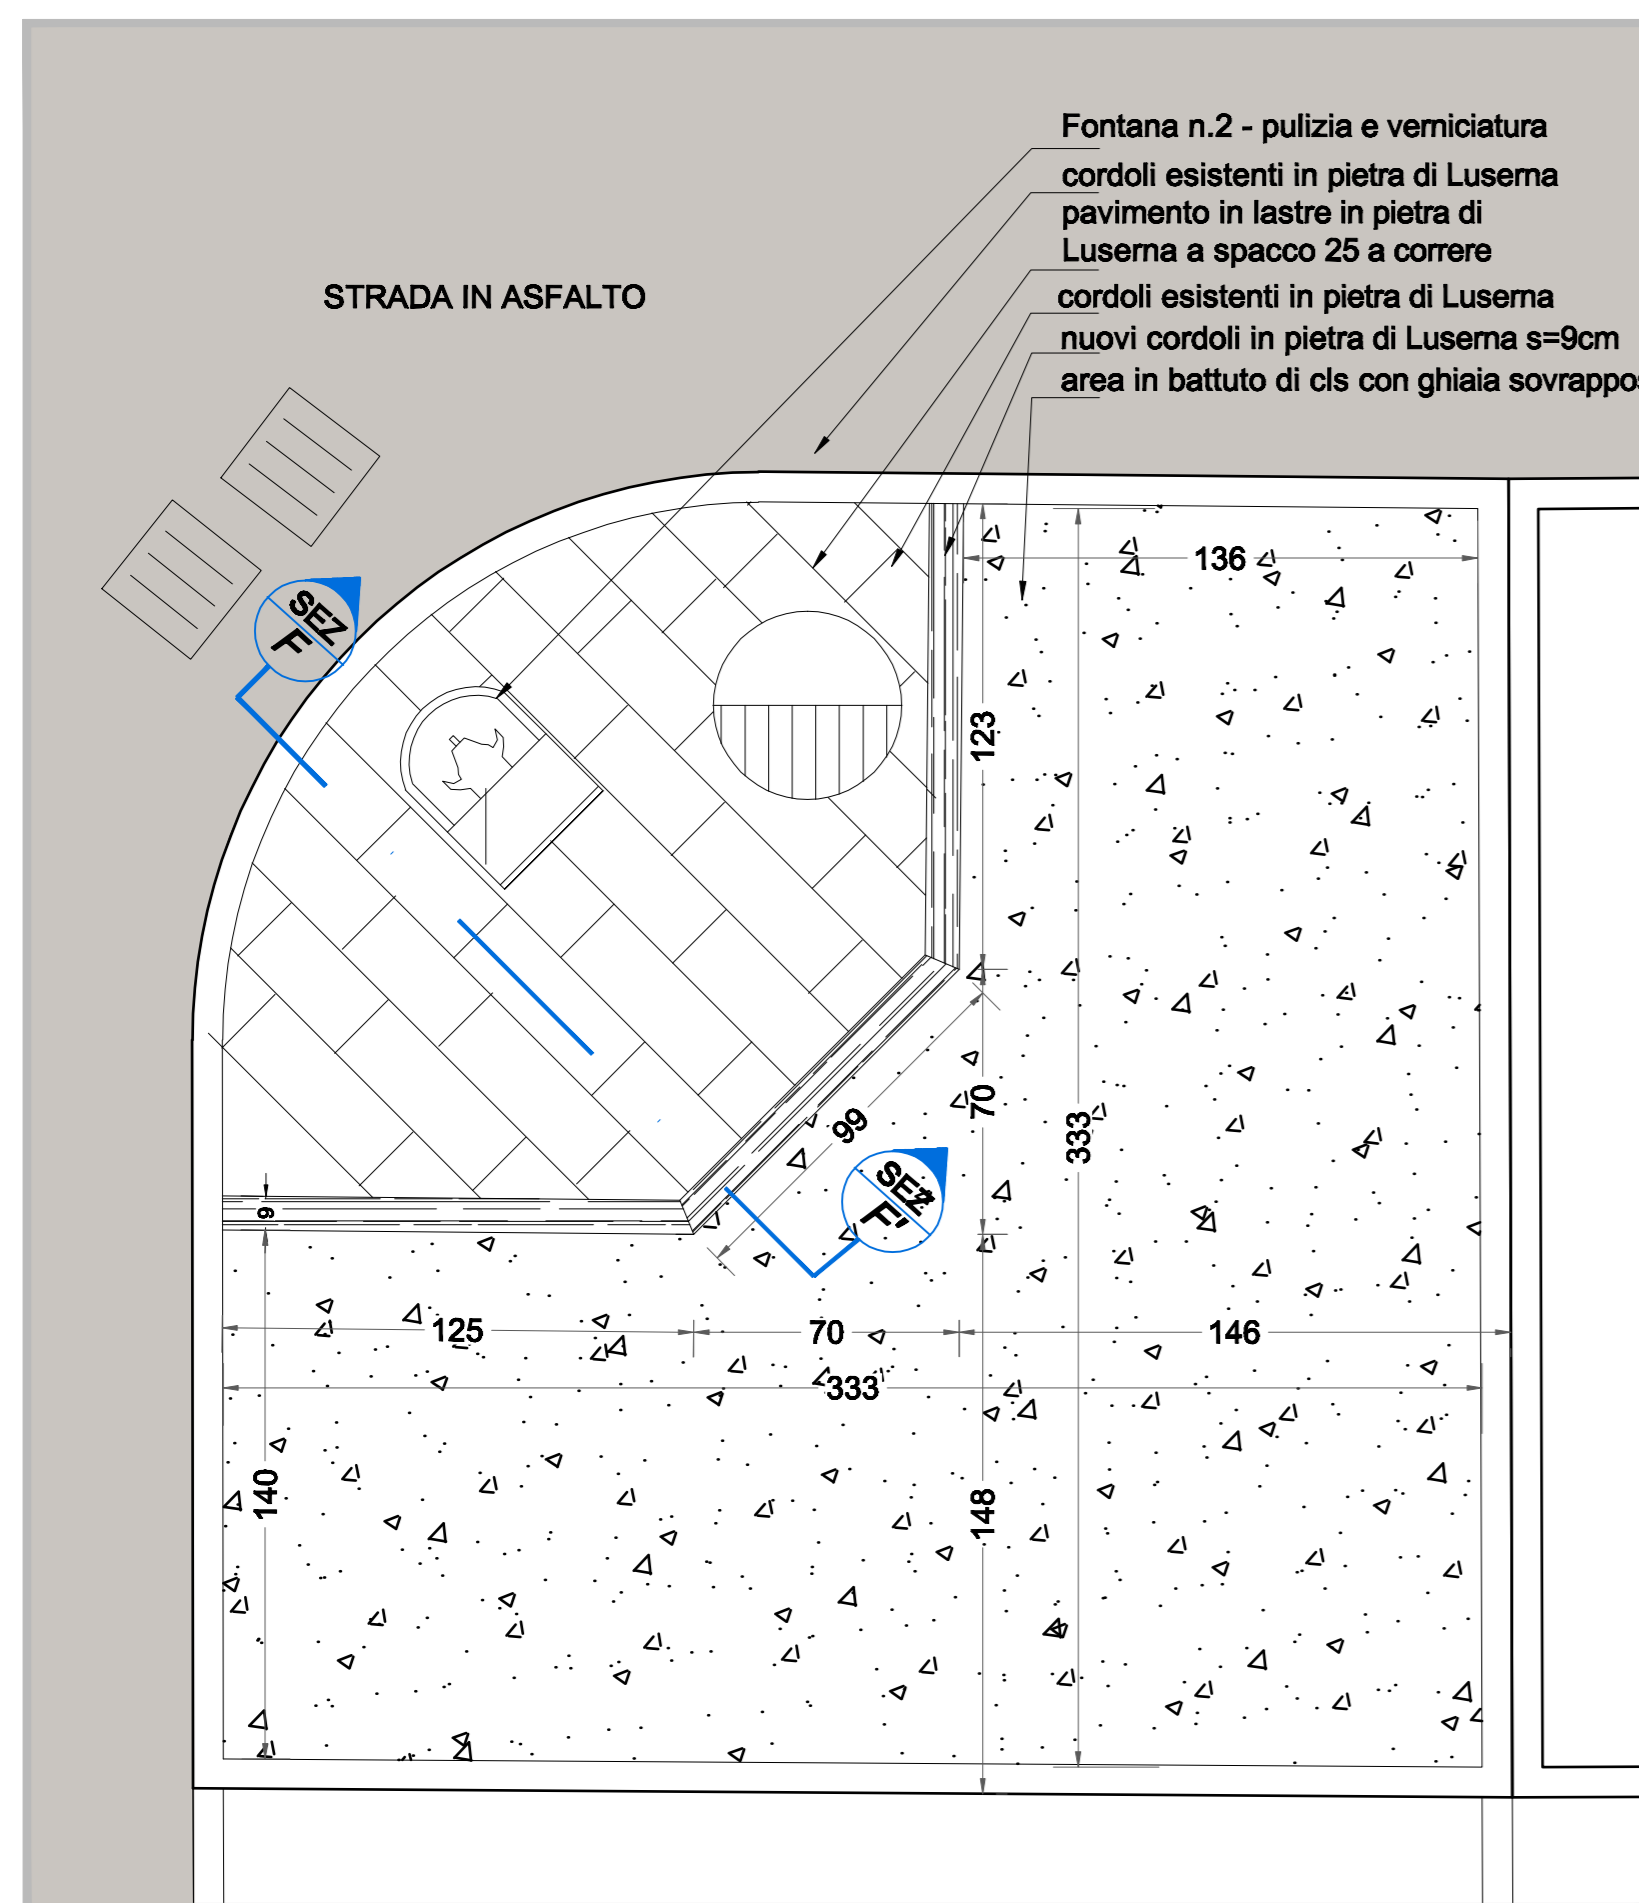 Fontana n.2 - pulizia e verniciatura
cordoli esistenti in pietra di Luserna
pavimento in lastre in pietra di
Luserna a spacco 25 a correre
cordoli esistenti in pietra di Luserna
nuovi cordoli in pietra di Luserna s=9cm
area in battuto di cls con ghiaia
STRADA IN ASFALTO
SEZ
F
136
123
333
70
99
SEZ
F'
9
125
70
146
333
140
148